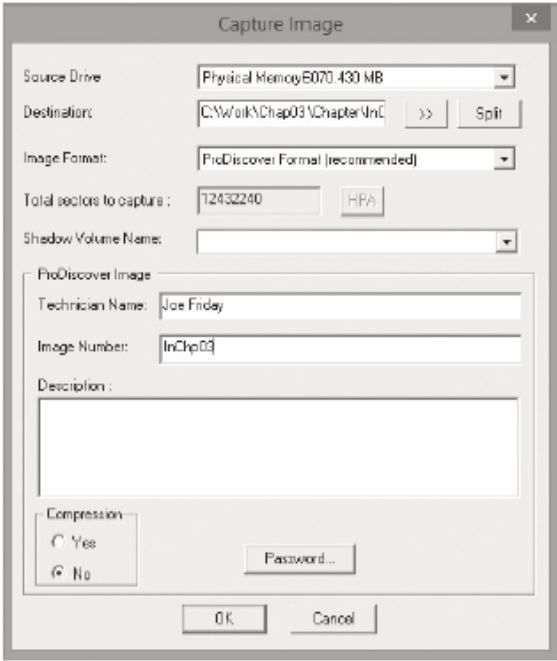 Capture Image
x
Source Drive
Physical Memory6070.430 MB
Destination:
C:\Work\Chap03\Chapter\InC
>>
Split
Image Format:
ProDiscover Format (recommended)
Total sectors to capture :
12432240
HPA
Shadow Volume Name:
ProDiscover Image
Technician Name:
Joe Friday
Image Number:
InChp03
Description :
Compression
Yes
No
Password...
OK
Cancel